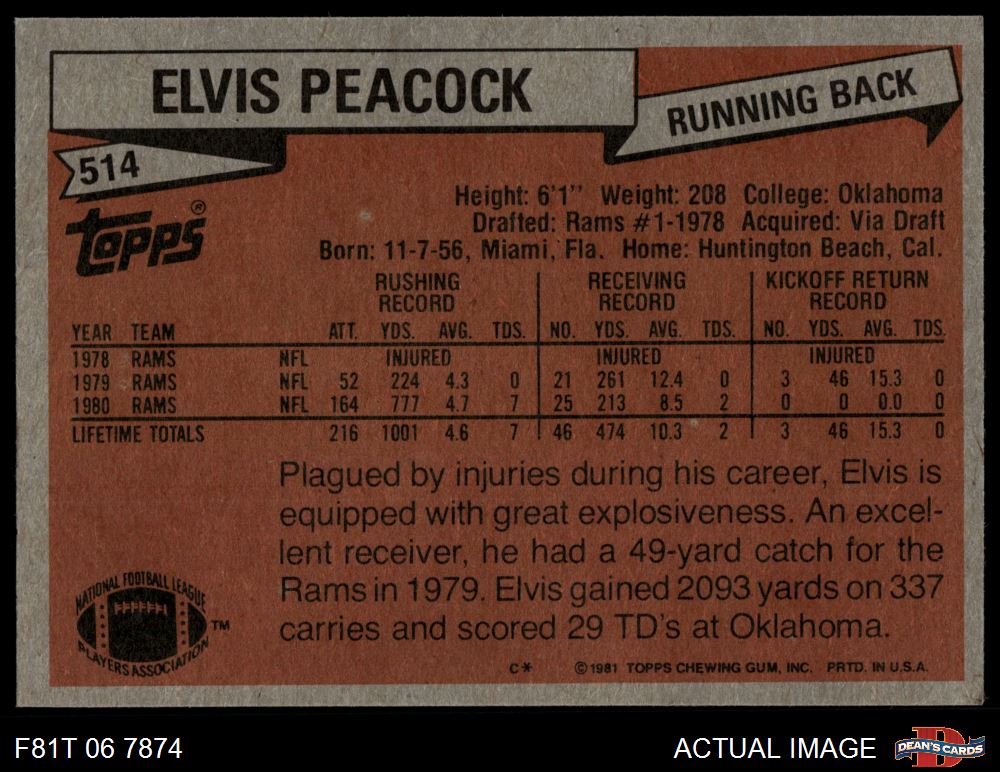 ELVIS PEACOCK
RUNNING BACK
514
TOPPS®
Height: 6'1'' Weight: 208 College: Oklahoma
Drafted: Rams #1-1978 Acquired: Via Draft
Born: 11-7-56, Miami, Fla. Home: Huntington Beach, Cal.
RUSHING RECEIVING KICKOFF RETURN
RECORD RECORD RECORD
YEAR TEAM ATT. YDS. AVG. TDS. NO. YDS. AVG. TDS. NO. YDS. AVG. TDS.
1978 RAMS NFL INJURED INJURED INJURED
1979 RAMS NFL 52 224 4.3 0 21 261 12.4 0 3 46 15.3 0
1980 RAMS NFL 164 777 4.7 7 25 213 8.5 2 0 0 0.0 0
LIFETIME TOTALS 216 1001 4.6 7 46 474 10.3 2 3 46 15.3 0
Plagued by injuries during his career, Elvis is
equipped with great explosiveness. An excel-
lent receiver, he had a 49-yard catch for the
Rams in 1979. Elvis gained 2093 yards on 337
carries and scored 29 TD's at Oklahoma.
NATIONAL FOOTBALL LEAGUE
PLAYERS ASSOCIATION
TM
C* ©1981 TOPPS CHEWING GUM, INC. PRTD. IN U.S.A.
F81T 06 7874
ACTUAL IMAGE
D
DEAN'S CARDS